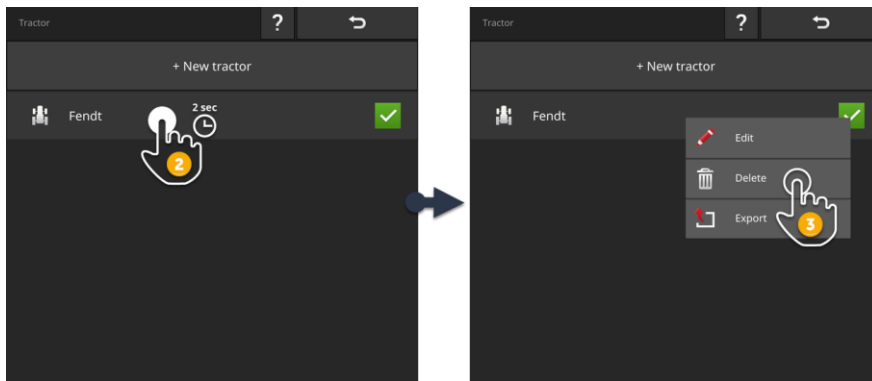 Tractor
?
+ New tractor
Fendt
2 sec
2
Tractor
?
+ New tractor
Fendt
Edit
Delete
Export
3